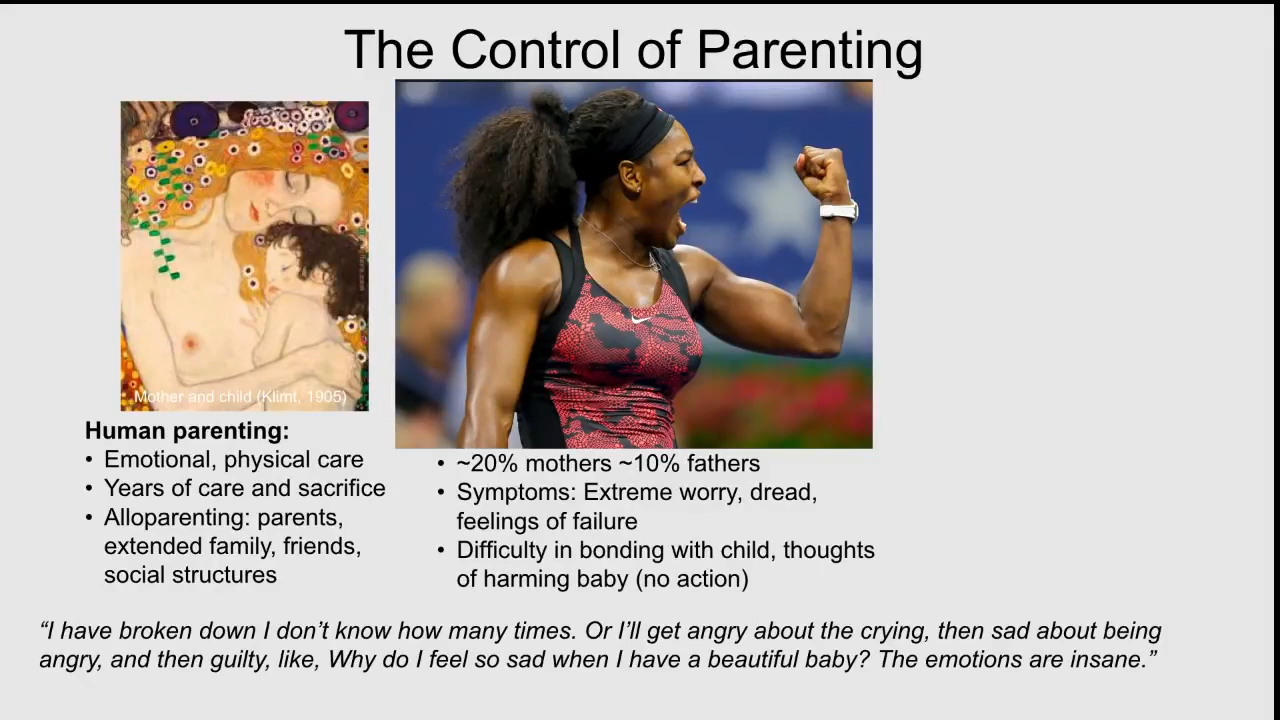 The Control of Parenting
Mother and child (Klimt, 1905)
Human parenting:
• Emotional, physical care
• Years of care and sacrifice
• Alloparenting: parents,
extended family, friends,
social structures
• ~20% mothers ~10% fathers
• Symptoms: Extreme worry, dread,
feelings of failure
• Difficulty in bonding with child, thoughts
of harming baby (no action)
“I have broken down I don’t know how many times. Or I’ll get angry about the crying, then sad about being
angry, and then guilty, like, Why do I feel so sad when I have a beautiful baby? The emotions are insane.”